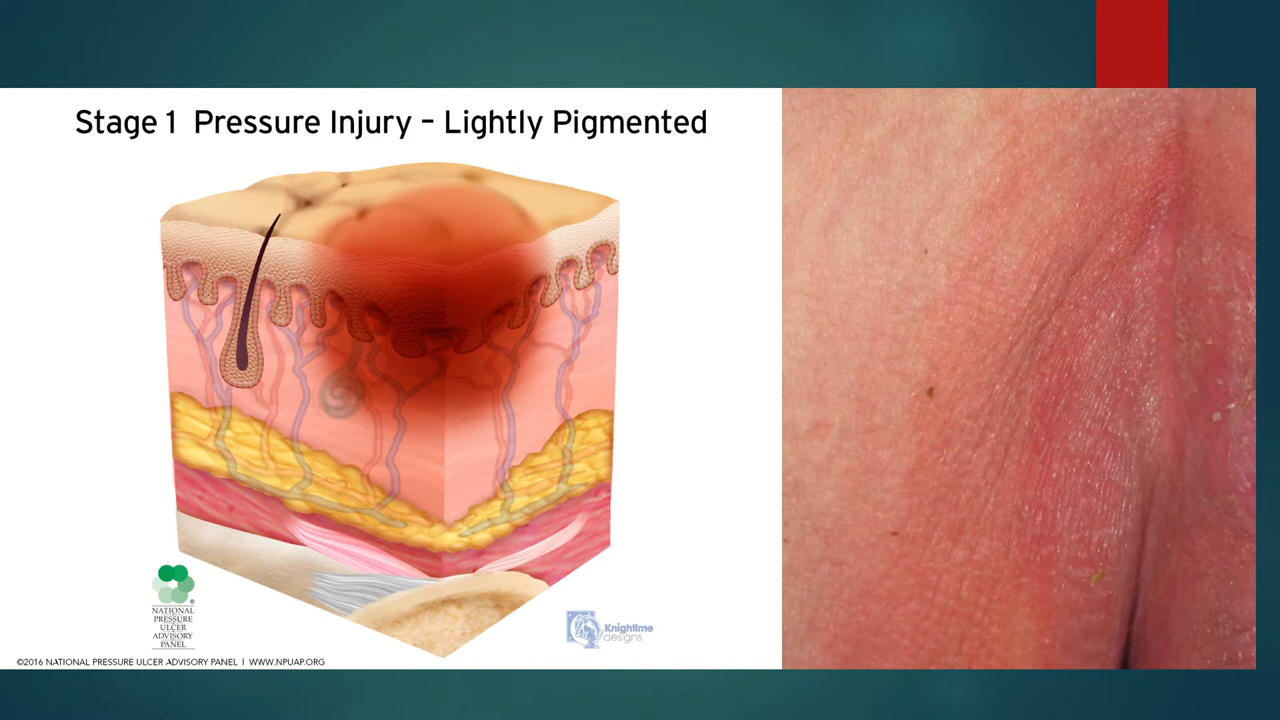 Stage 1 Pressure Injury – Lightly Pigmented
NATIONAL
PRESSURE
ULCER
ADVISORY
PANEL
®
Knightime
designs
©2016 NATIONAL PRESSURE ULCER ADVISORY PANEL | WWW.NPUAP.ORG